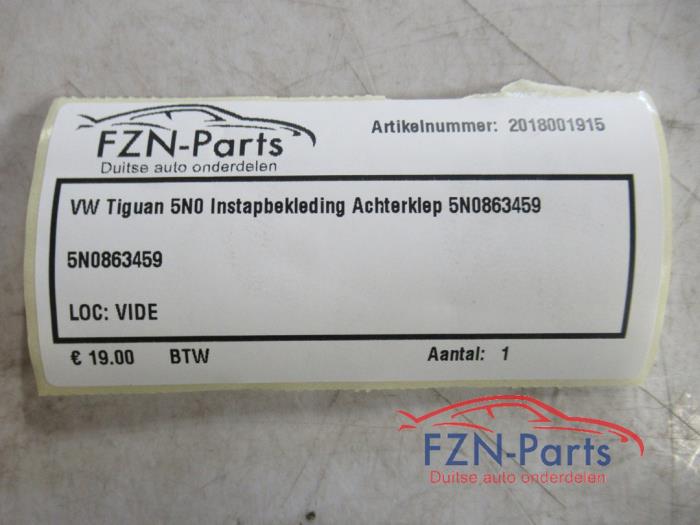 FZN-Parts
Duitse auto onderdelen
Artikelnummer: 2018001915
VW Tiguan 5N0 Instapbekleding Achterklep 5N0863459
5N0863459
LOC: VIDE
€ 19.00 BTW Aantal: 1
FZN-Parts
Duitse auto onderdelen